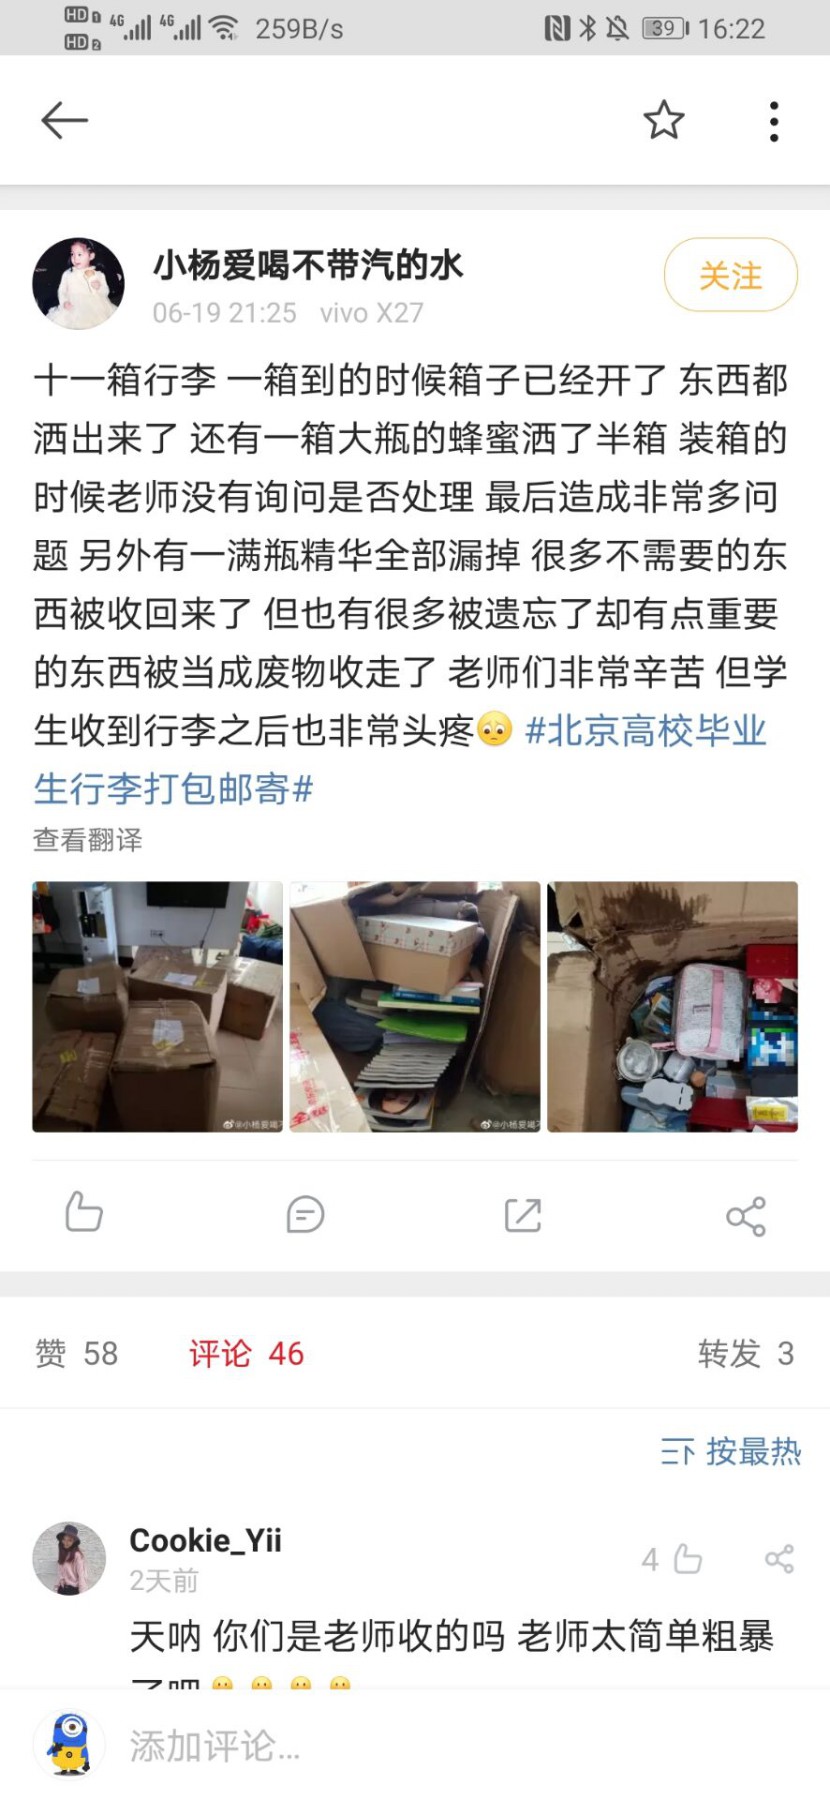 HD 1 4G 4G 259B/s 39 16:22
HD 2
小杨爱喝不带汽的水
关注
06-19 21:25 vivo X27
十一箱行李 一箱到的时候箱子已经开了 东西都
洒出来了 还有一箱大瓶的蜂蜜洒了半箱 装箱的
时候老师没有询问是否处理 最后造成非常多问
题 另外有一满瓶精华全部漏掉 很多不需要的东
西被收回来了 但也有很多被遗忘了却有点重要
的东西被当成废物收走了 老师们非常辛苦 但学
生收到行李之后也非常头疼🥺 #北京高校毕业
生行李打包邮寄#
查看翻译
@小杨爱喝不
@小杨爱喝不
赞 58 评论 46 转发 3
按最热
Cookie_Yii
4
2天前
天呐 你们是老师收的吗 老师太简单粗暴
了吧
添加评论...